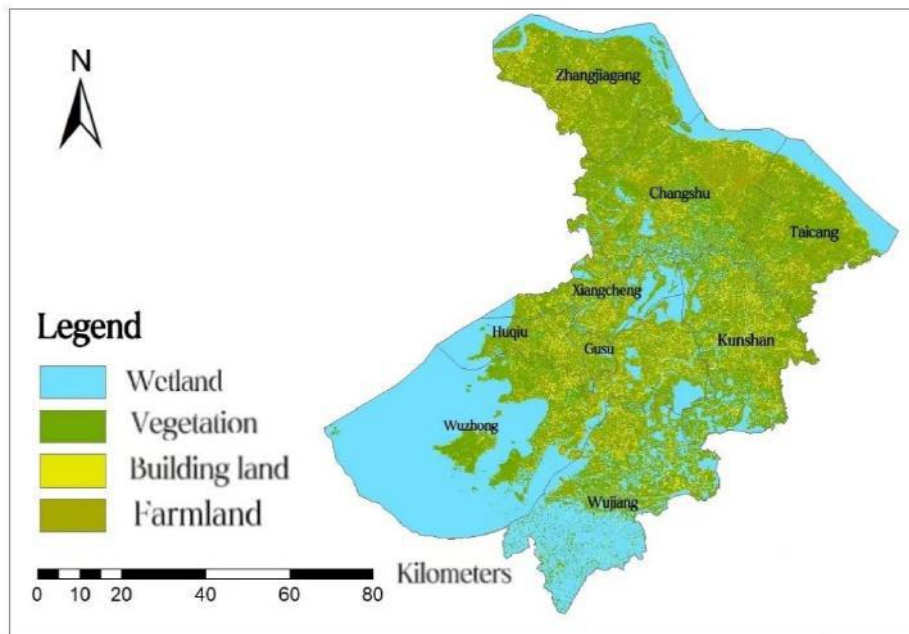 N
Zhangjiagang
Changshu
Taicang
Xiangcheng
Huqiu
Gusu
Kunshan
Wuzhong
Wujiang
Legend
Wetland
Vegetation
Building land
Farmland
Kilometers
0 10 20 40 60 80